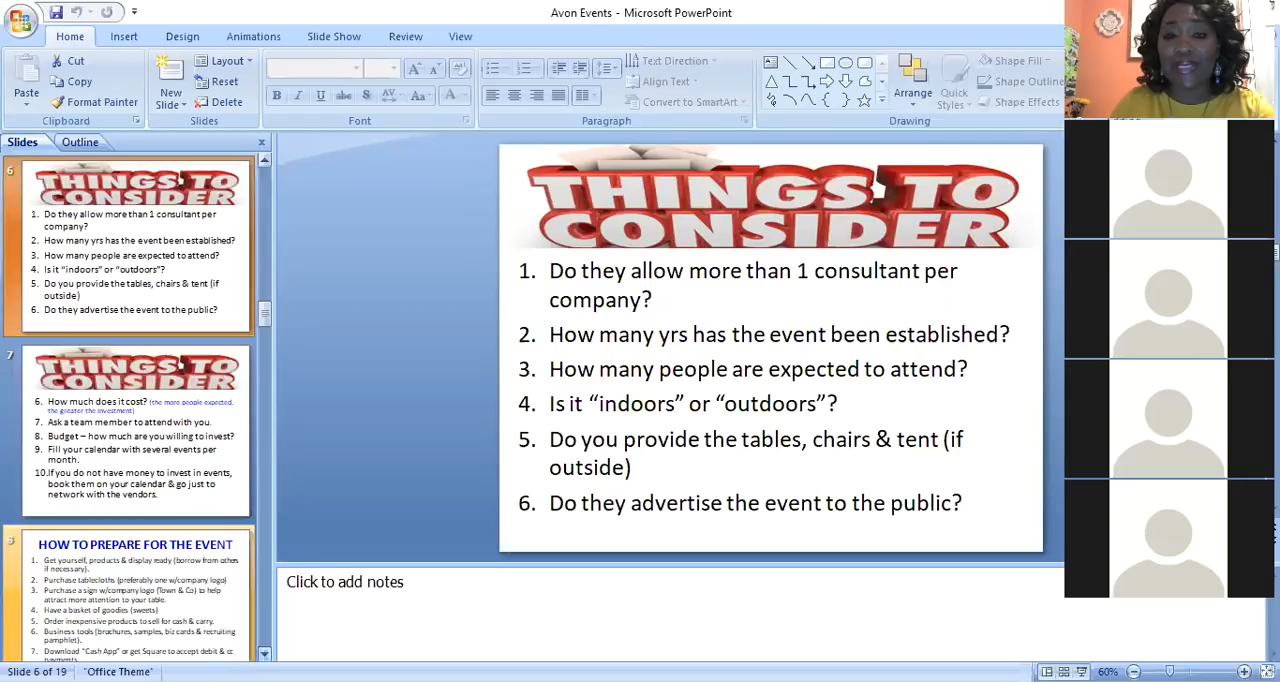 Avon Events - Microsoft PowerPoint
Home Insert Design Animations Slide Show Review View
Paste
Cut
Copy
Format Painter
Clipboard
New
Slide
Layout
Reset
Delete
Slides
B I U abc S AV Aa A
Font
Text Direction
Align Text
Convert to SmartArt
Paragraph
Arrange
Quick
Styles
Shape Fill
Shape Outline
Shape Effects
Drawing
Slides Outline
6
THINGS TO
CONSIDER
1. Do they allow more than 1 consultant per
company?
2. How many yrs has the event been established?
3. How many people are expected to attend?
4. Is it “indoors” or “outdoors”?
5. Do you provide the tables, chairs & tent (if
outside)
6. Do they advertise the event to the public?
7
THINGS TO
CONSIDER
6. How much does it cost? (the more people expected,
the greater the investment)
7. Ask a team member to attend with you.
8. Budget – how much are you willing to invest?
9. Fill your calendar with several events per
month.
10. If you do not have money to invest in events,
book them on your calendar & go just to
network with the vendors.
8
HOW TO PREPARE FOR THE EVENT
1. Get yourself, products & display ready (borrow from others
if necessary).
2. Purchase tablecloths (preferably one w/company logo)
3. Purchase a sign w/company logo (Town & Co) to help
attract more attention to your table.
4. Have a basket of goodies (sweets)
5. Order inexpensive products to sell for cash & carry.
6. Business tools (brochures, samples, biz cards & recruiting
pamphlet).
7. Download “Cash App” or get Square to accept debit & cc
payments
THINGS TO
CONSIDER
1. Do they allow more than 1 consultant per
company?
2. How many yrs has the event been established?
3. How many people are expected to attend?
4. Is it “indoors” or “outdoors”?
5. Do you provide the tables, chairs & tent (if
outside)
6. Do they advertise the event to the public?
Click to add notes
Slide 6 of 19 "Office Theme" 60%